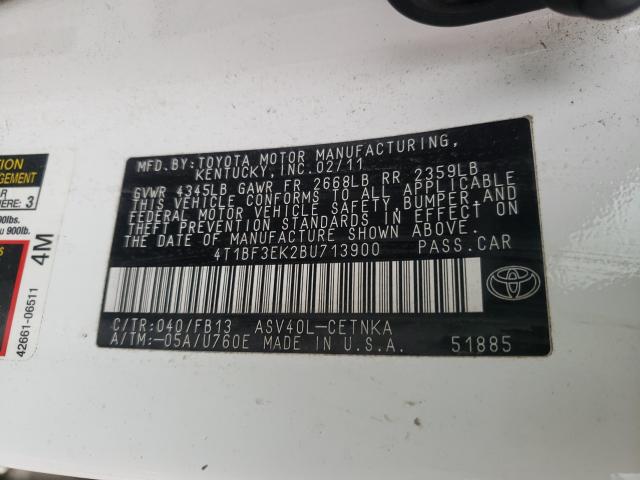 MFD.BY:TOYOTA MOTOR MANUFACTURING,
KENTUCKY, INC. 02/11
GVWR 4345LB GAWR FR 2668LB RR 2359LB
THIS VEHICLE CONFORMS TO ALL APPLICABLE
FEDERAL MOTOR VEHICLE SAFETY, BUMPER, AND
THEFT PREVENTION STANDARDS IN EFFECT ON
THE DATE OF MANUFACTURE SHOWN ABOVE.
4T1BF3EK2BU713900 PASS.CAR
C/TR:040/FB13 ASV40L-CETNKA
A/TM:-05A/U760E MADE IN U.S.A. 51885
TOYOTA
3
900lb.
4M
42661-06511